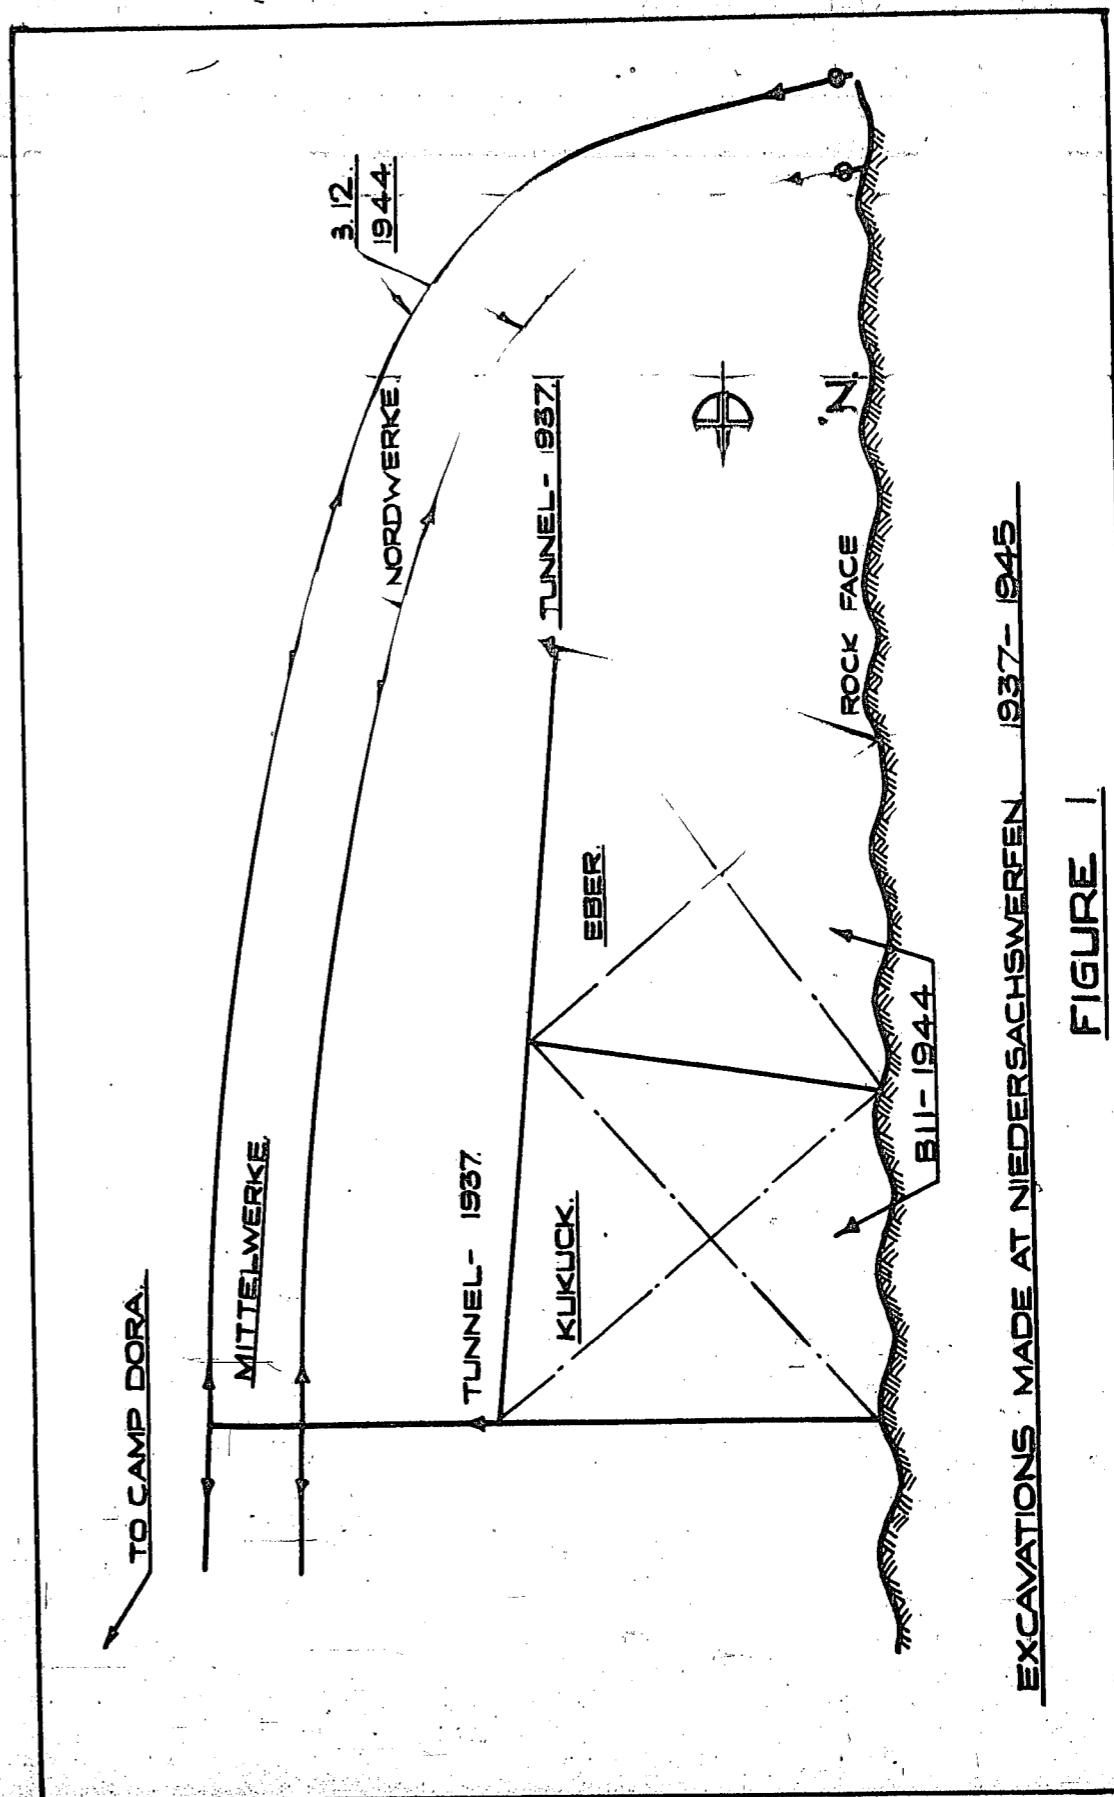 TO CAMP DORA.
MITTELWERKE.
NORDWERKE.
3.12.
1944.
TUNNEL - 1937.
TUNNEL - 1937.
KUKUCK.
EBER.
N.
ROCK FACE
B11 - 1944
EXCAVATIONS MADE AT NIEDERSACHSWERFEN. 1937 - 1945
FIGURE 1.